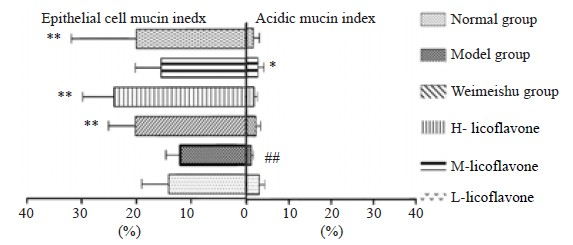 Epithelial cell mucin inedx
Acidic mucin index
**
*
**
**
##
40 30 20 10 0 10 20 30 40
(%) (%)
Normal group
Model group
Weimeishu group
H- licoflavone
M-licoflavone
L-licoflavone